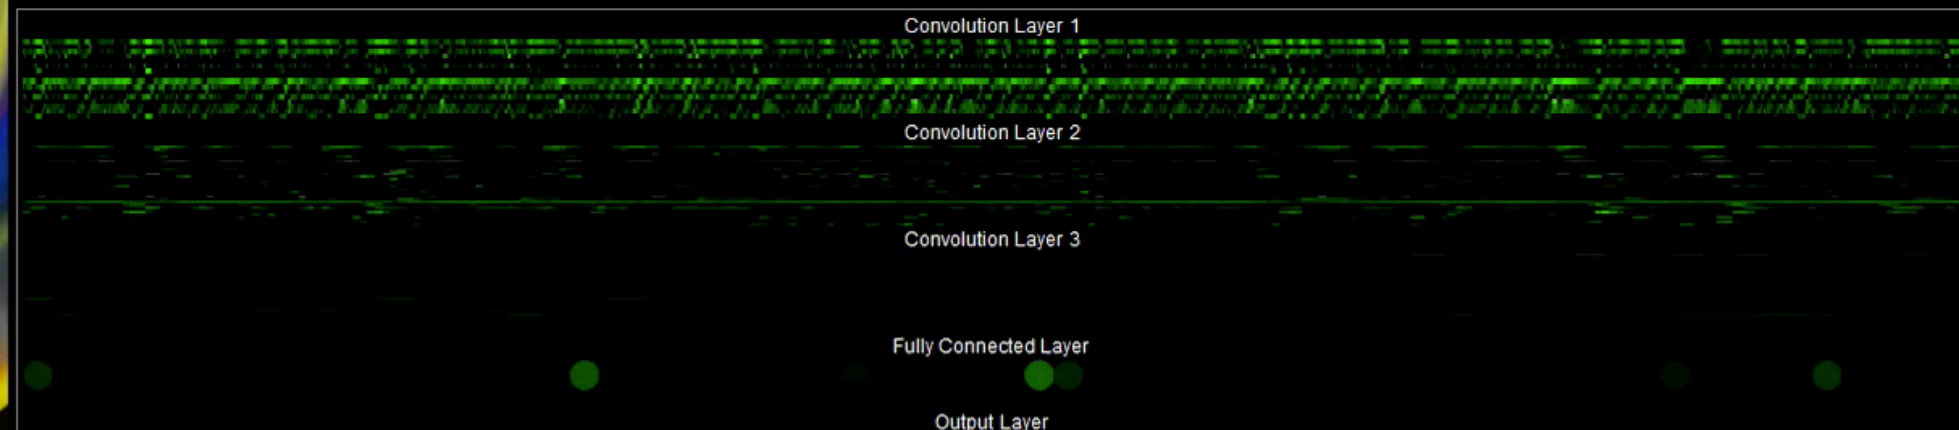 Convolution Layer 1
Convolution Layer 2
Convolution Layer 3
Fully Connected Layer
Output Layer